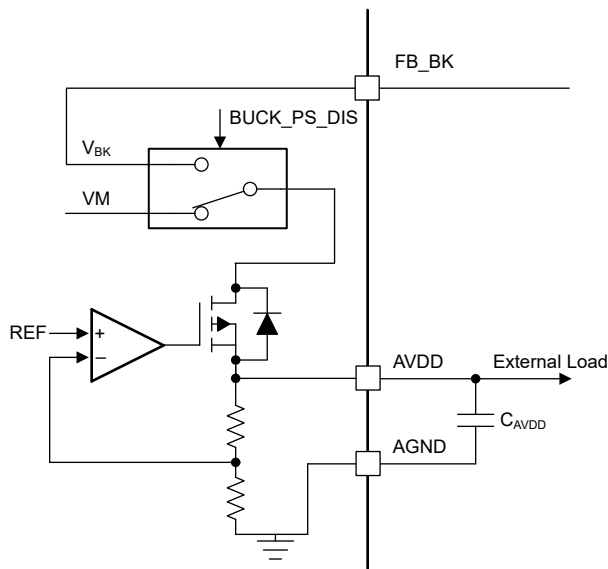 FB_BK
BUCK_PS_DIS
VBK
VM
REF
+
–
AVDD
External Load
CAVDD
AGND